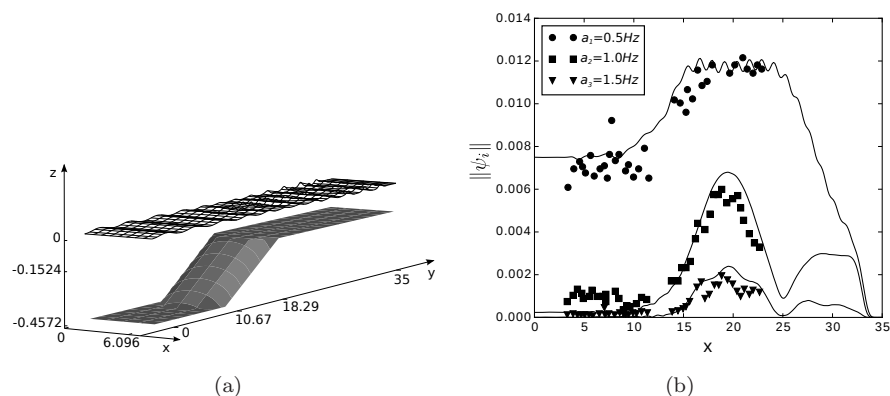 z
0
-0.1524
-0.4572
0
6.096
x
0
10.67
18.29
35
y
(a)
0.014
0.012
0.010
0.008
0.006
0.004
0.002
0.000
||ψi||
a₁=0.5Hz
a₂=1.0Hz
a₃=1.5Hz
0 5 10 15 20 25 30 35
x
(b)